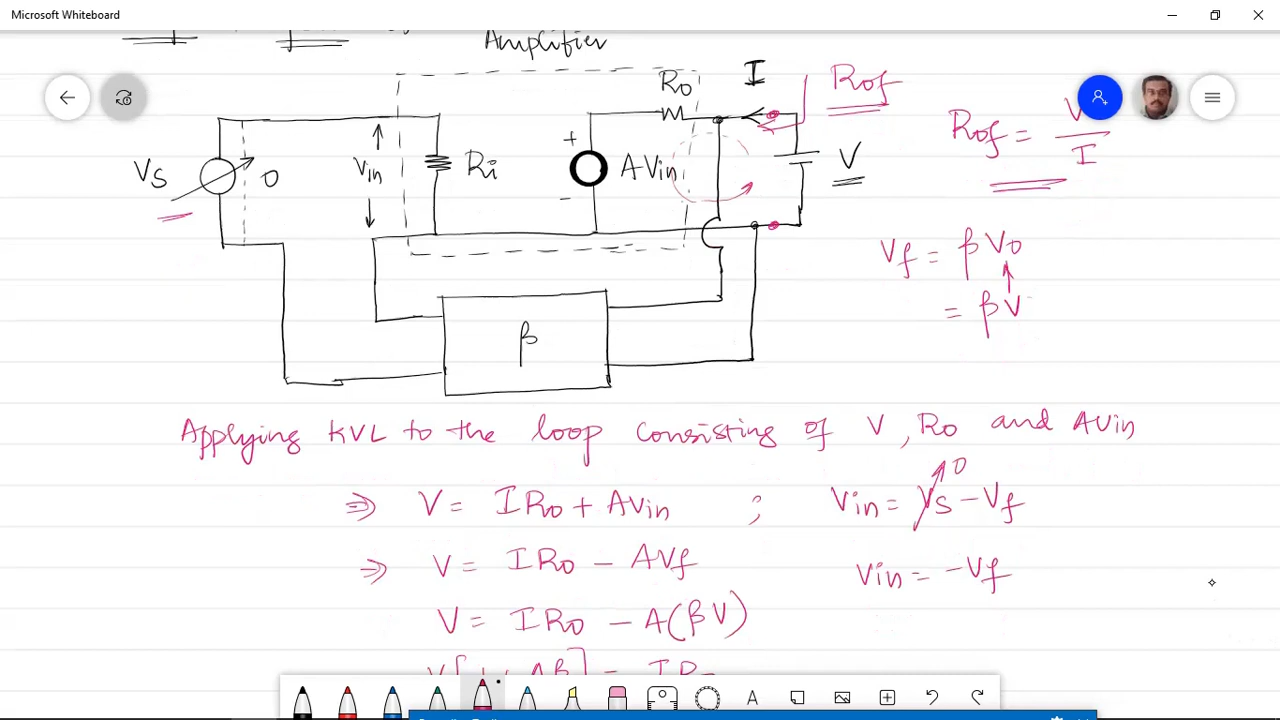 Microsoft Whiteboard
Amplifier
Ro
I
Rof
Rof = V / I
Vs
0
Vin
Ri
+
AVin
-
V
Vf = βVo
= βV
β
Applying KVL to the loop consisting of V, Ro and AVin
⇒ V = IRo + AVin ; Vin = Vs - Vf
0
⇒ V = IRo - AVf
Vin = -Vf
V = IRo - A(βV)
A